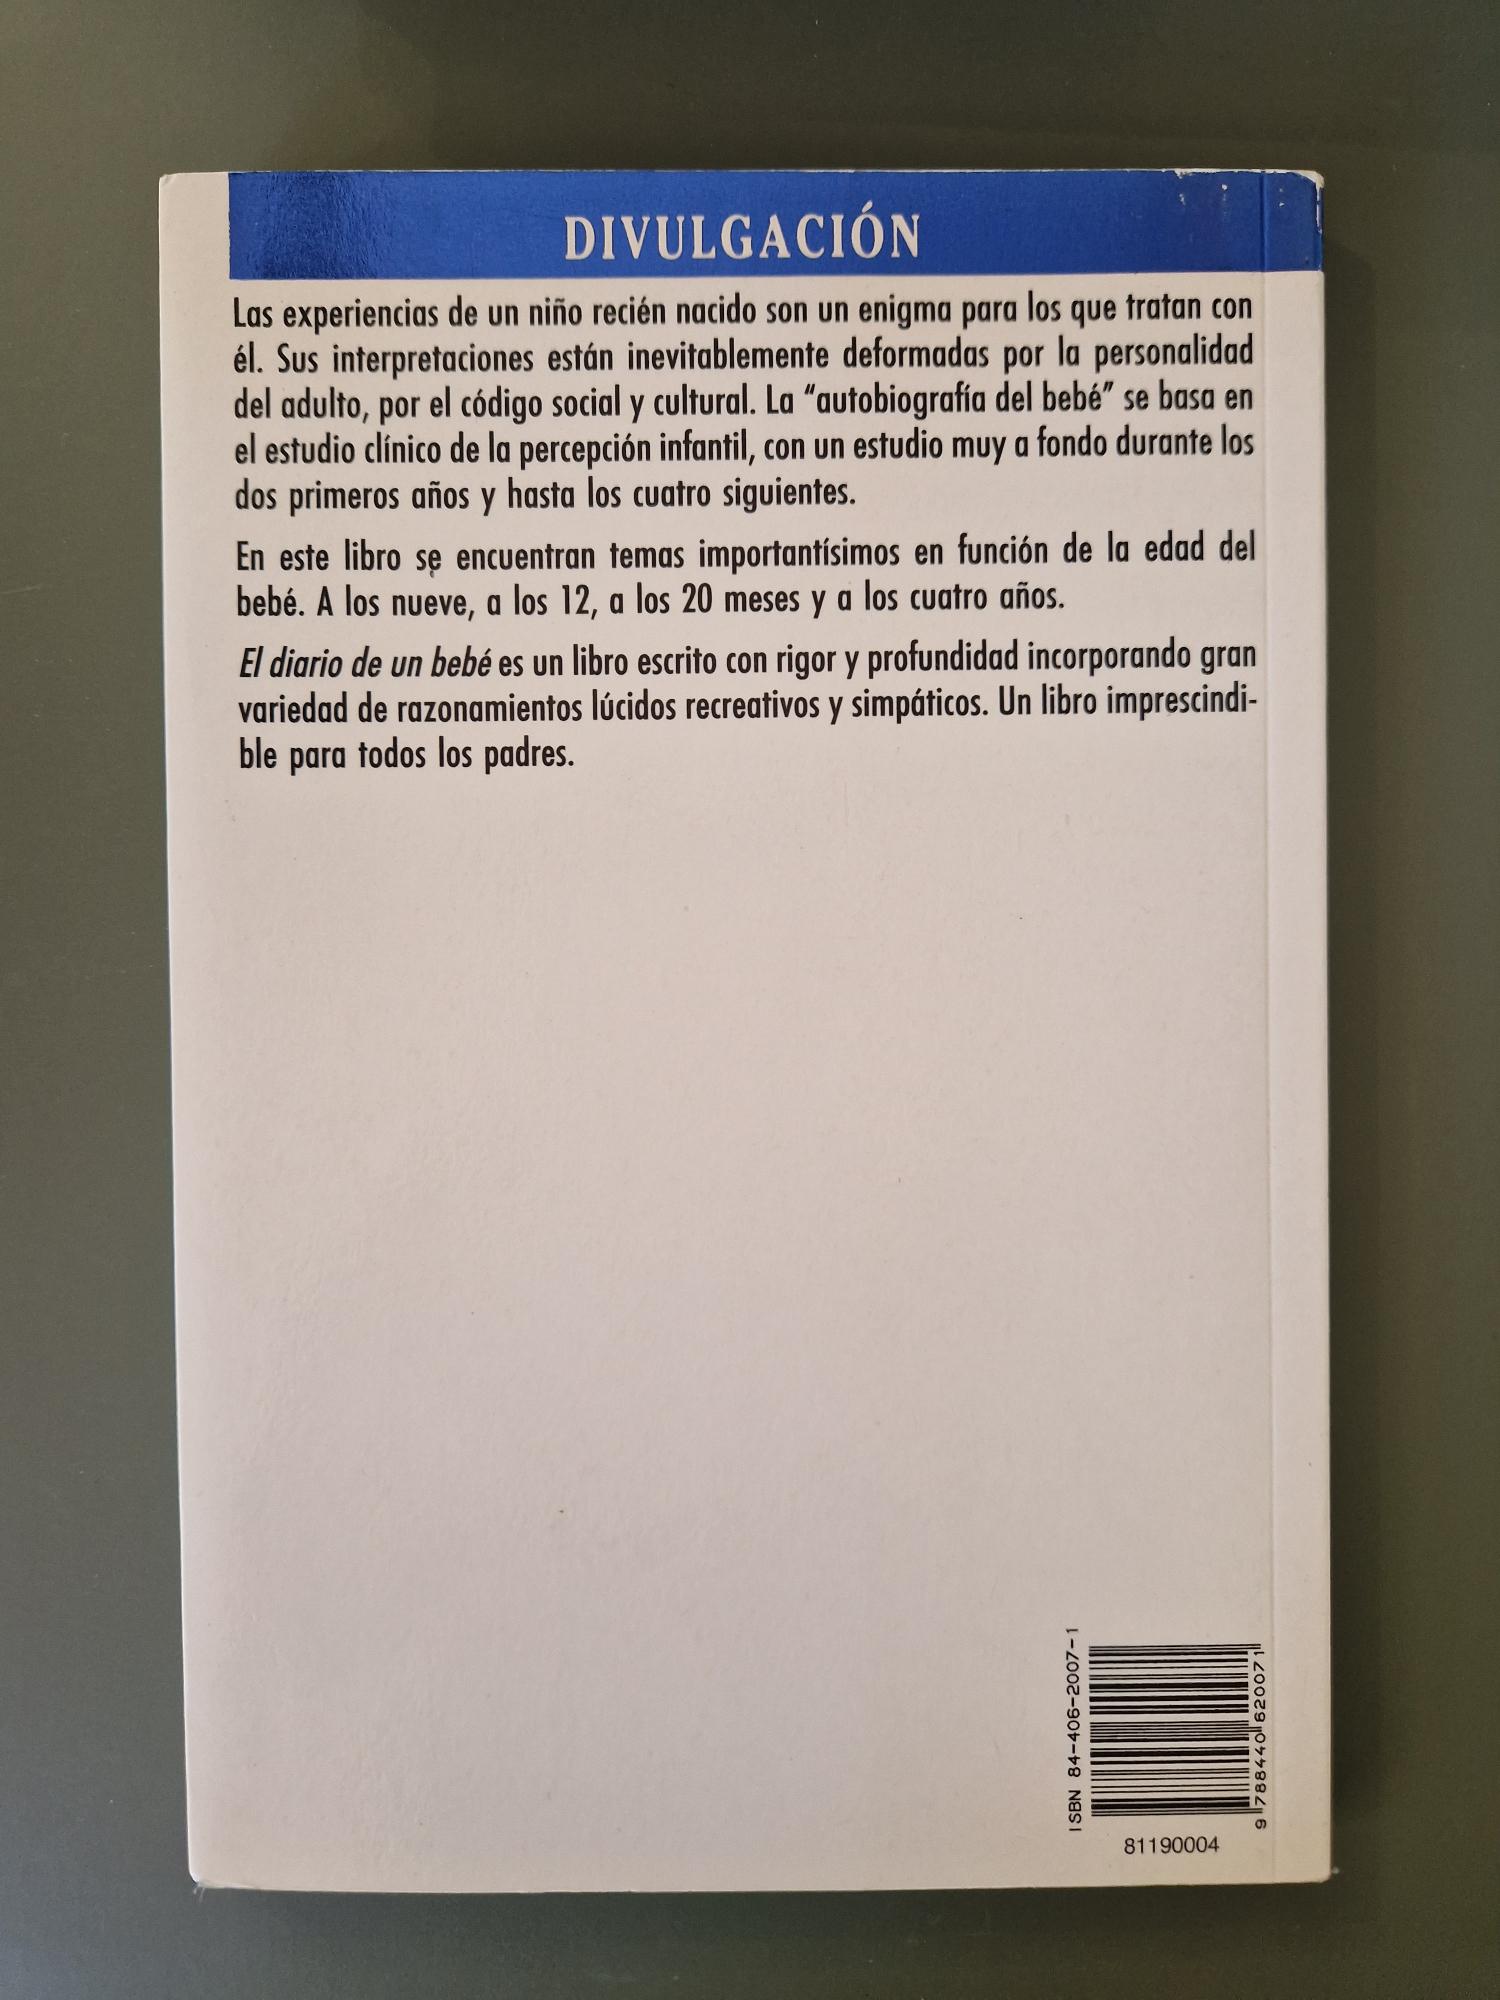 DIVULGACIÓN
Las experiencias de un niño recién nacido son un enigma para los que tratan con
él. Sus interpretaciones están inevitablemente deformadas por la personalidad
del adulto, por el código social y cultural. La “autobiografía del bebé” se basa en
el estudio clínico de la percepción infantil, con un estudio muy a fondo durante los
dos primeros años y hasta los cuatro siguientes.
En este libro se encuentran temas importantísimos en función de la edad del
bebé. A los nueve, a los 12, a los 20 meses y a los cuatro años.
El diario de un bebé es un libro escrito con rigor y profundidad incorporando gran
variedad de razonamientos lúcidos recreativos y simpáticos. Un libro imprescindi-
ble para todos los padres.
ISBN 84-406-2007-1
9 788440 620071
81190004